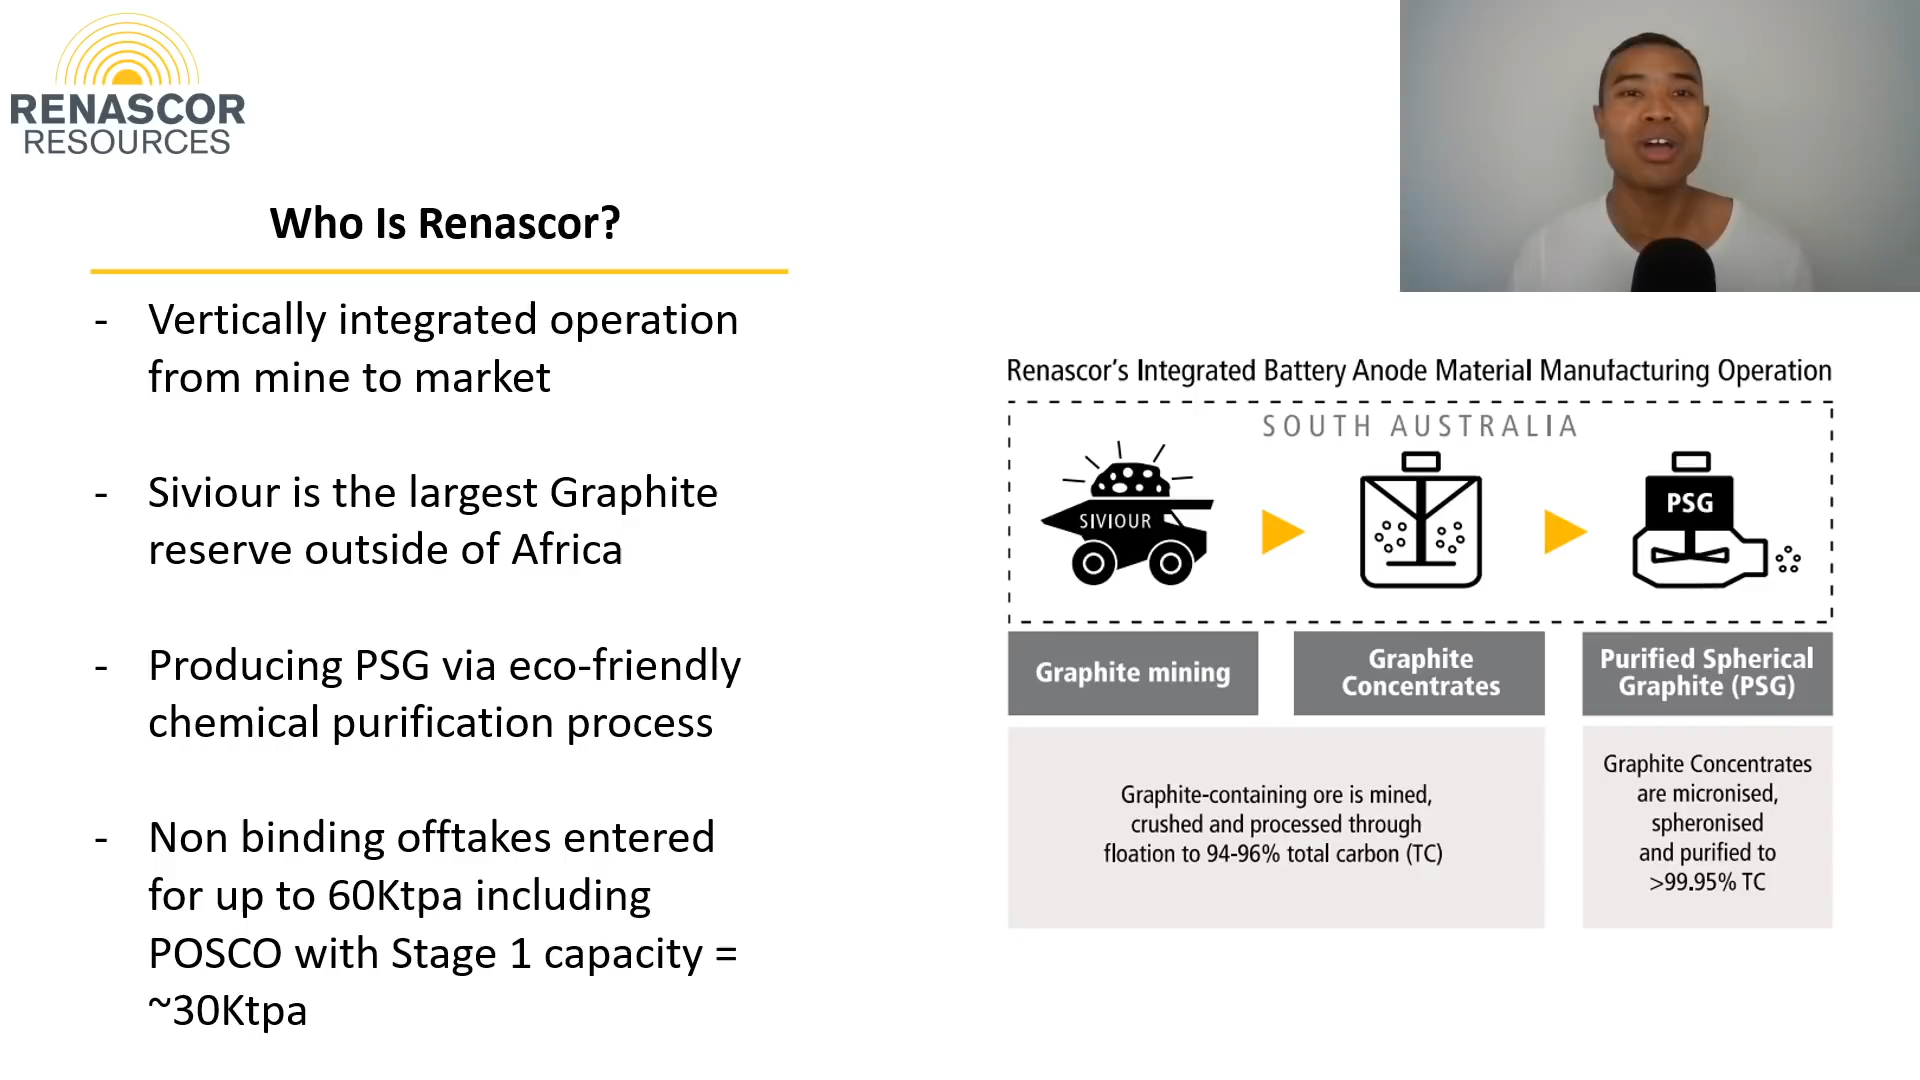 RENASCOR
RESOURCES
Who Is Renascor?
- Vertically integrated operation
from mine to market
- Siviour is the largest Graphite
reserve outside of Africa
- Producing PSG via eco-friendly
chemical purification process
- Non binding offtakes entered
for up to 60Ktpa including
POSCO with Stage 1 capacity =
~30Ktpa
Renascor's Integrated Battery Anode Material Manufacturing Operation
SOUTH AUSTRALIA
SIVIOUR
PSG
Graphite mining
Graphite
Concentrates
Purified Spherical
Graphite (PSG)
Graphite-containing ore is mined,
crushed and processed through
floation to 94-96% total carbon (TC)
Graphite Concentrates
are micronised,
spheronised
and purified to
>99.95% TC